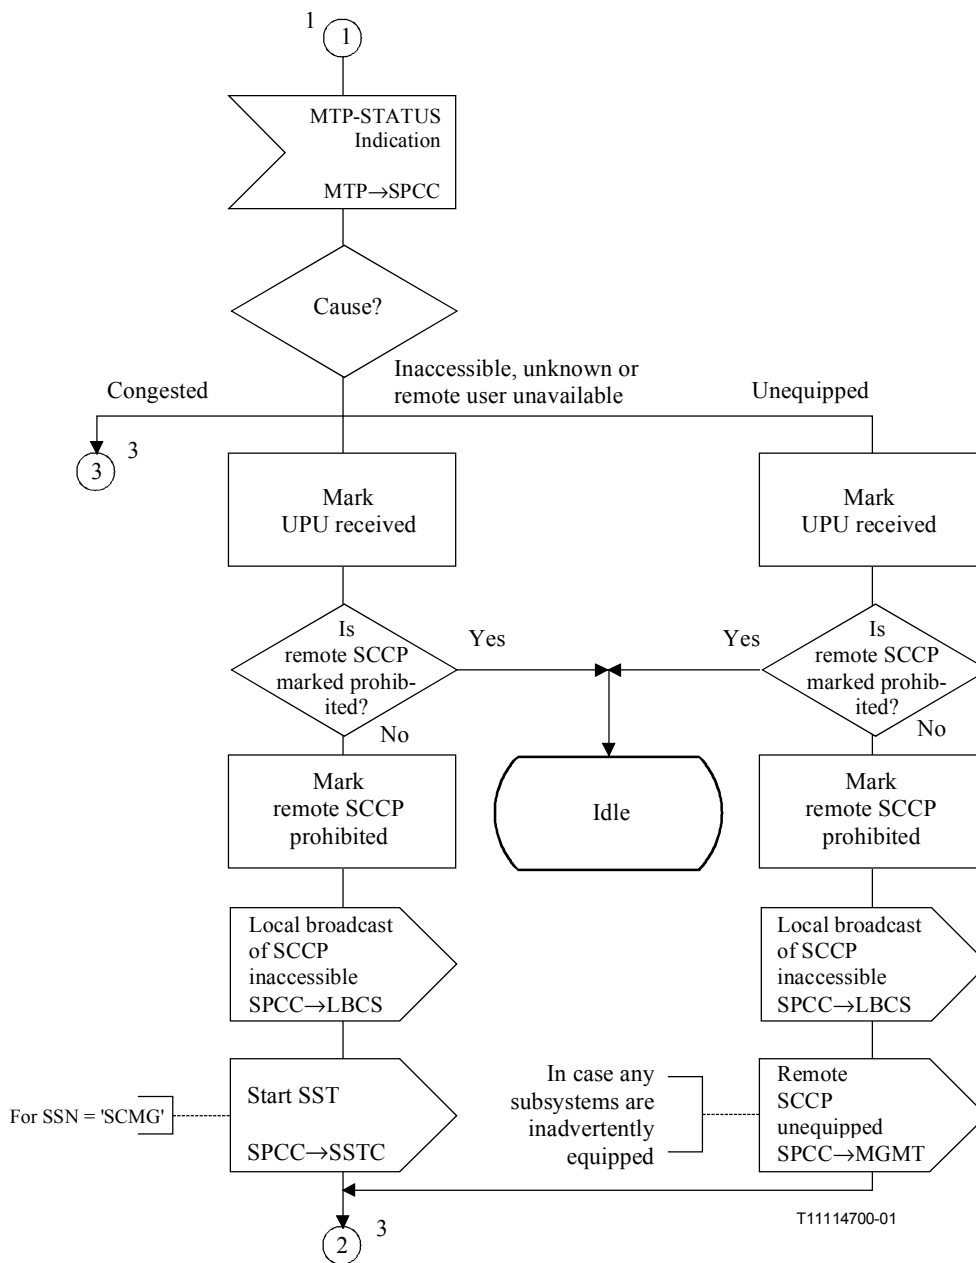 1
1
MTP-STATUS
Indication
MTP→SPCC
Cause?
Congested
Inaccessible, unknown or
remote user unavailable
Unequipped
3
3
Mark
UPU received
Mark
UPU received
Is
remote SCCP
marked prohib-
ited?
Yes
Yes
Is
remote SCCP
marked prohib-
ited?
No
No
Mark
remote SCCP
prohibited
Idle
Mark
remote SCCP
prohibited
Local broadcast
of SCCP
inaccessible
SPCC→LBCS
Local broadcast
of SCCP
inaccessible
SPCC→LBCS
For SSN = 'SCMG'
Start SST
SPCC→SSTC
In case any
subsystems are
inadvertently
equipped
Remote
SCCP
unequipped
SPCC→MGMT
3
2
T11114700-01